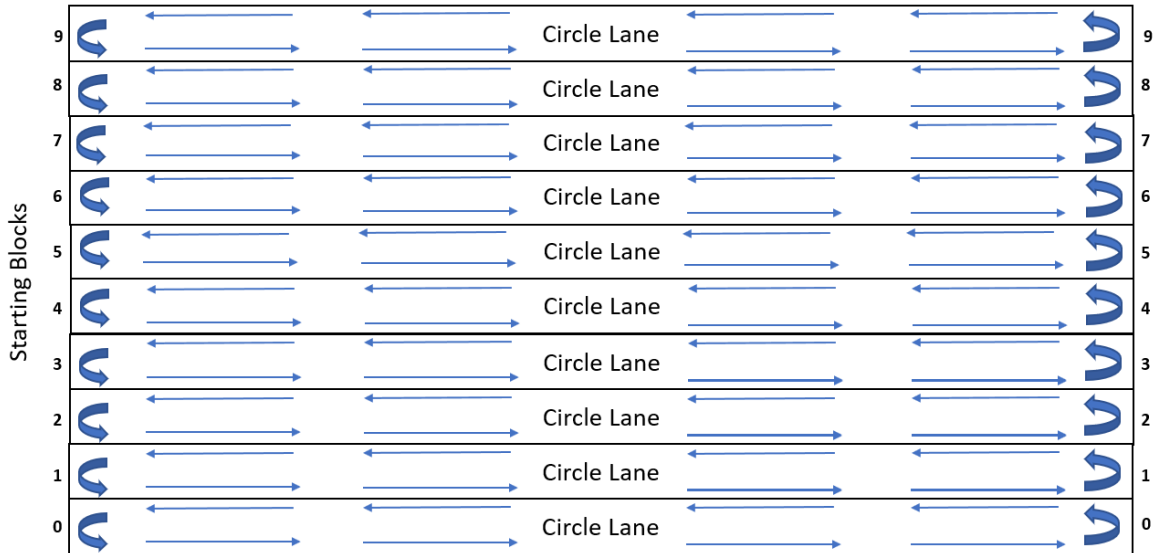 9 Circle Lane 9
8 Circle Lane 8
7 Circle Lane 7
6 Circle Lane 6
Starting Blocks
5 Circle Lane 5
4 Circle Lane 4
3 Circle Lane 3
2 Circle Lane 2
1 Circle Lane 1
0 Circle Lane 0